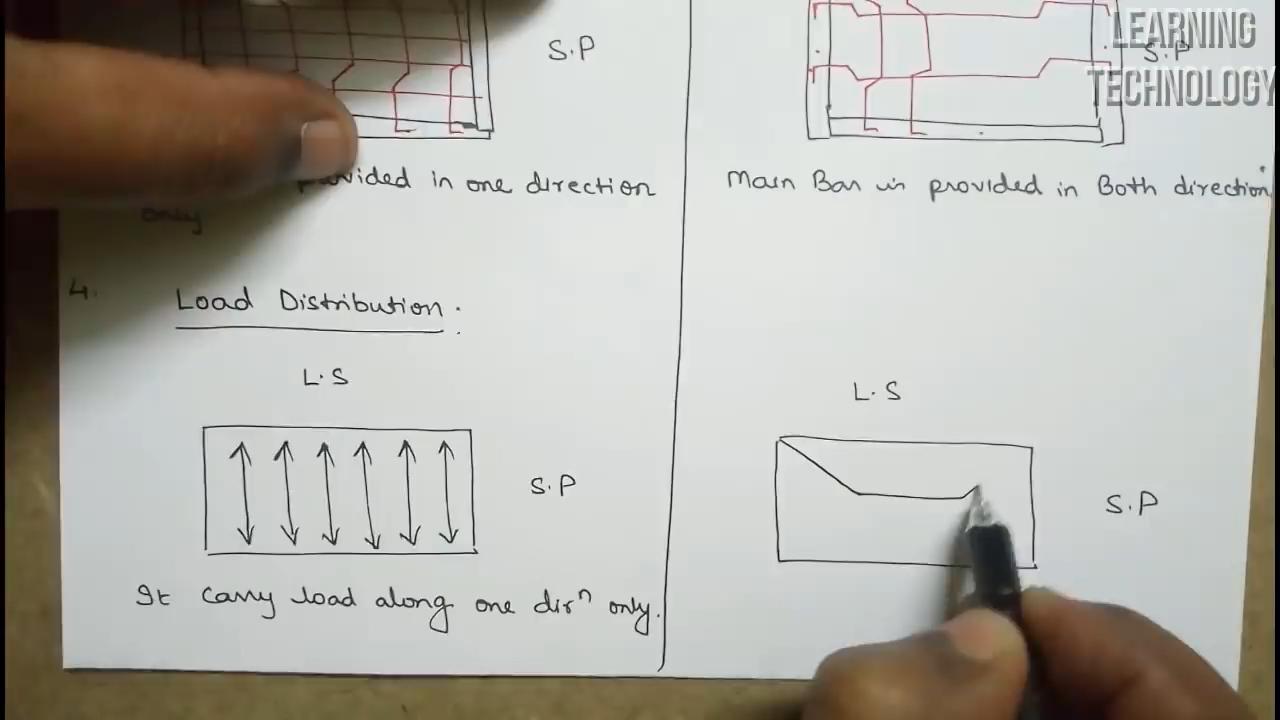 S.P
LEARNING
TECHNOLOGY
S.P
provided in one direction
only
Main Bar is provided in Both direction
4. Load Distribution.
L.S
S.P
It carry load along one dirⁿ only.
L.S
S.P